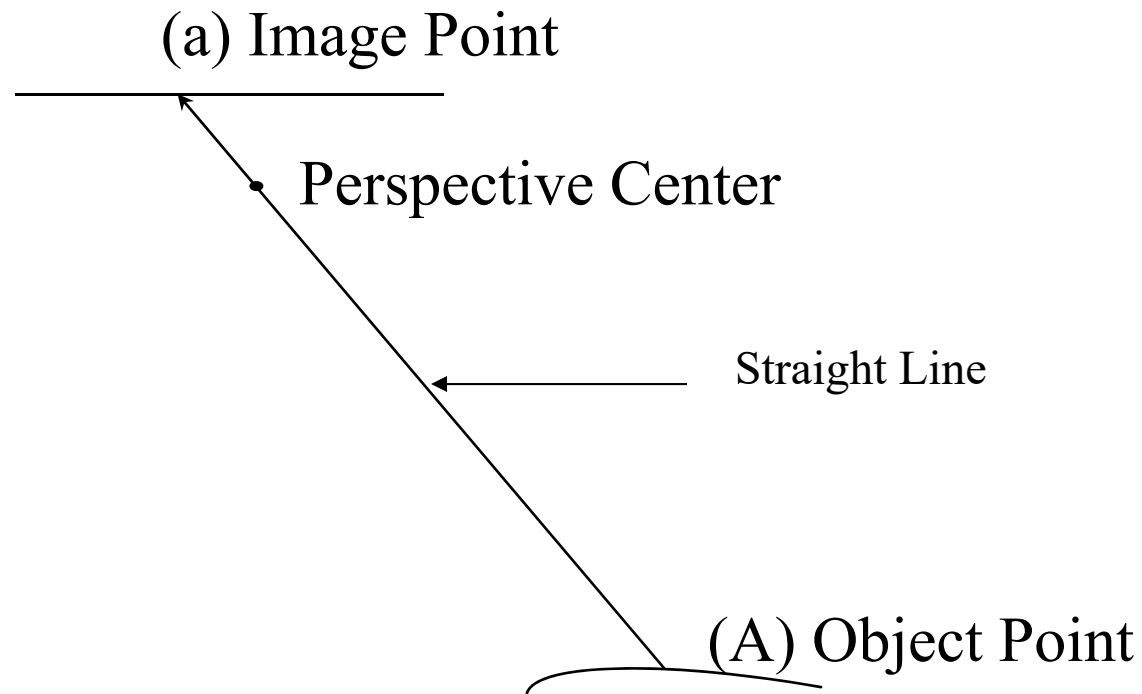 (a) Image Point
Perspective Center
Straight Line
(A) Object Point